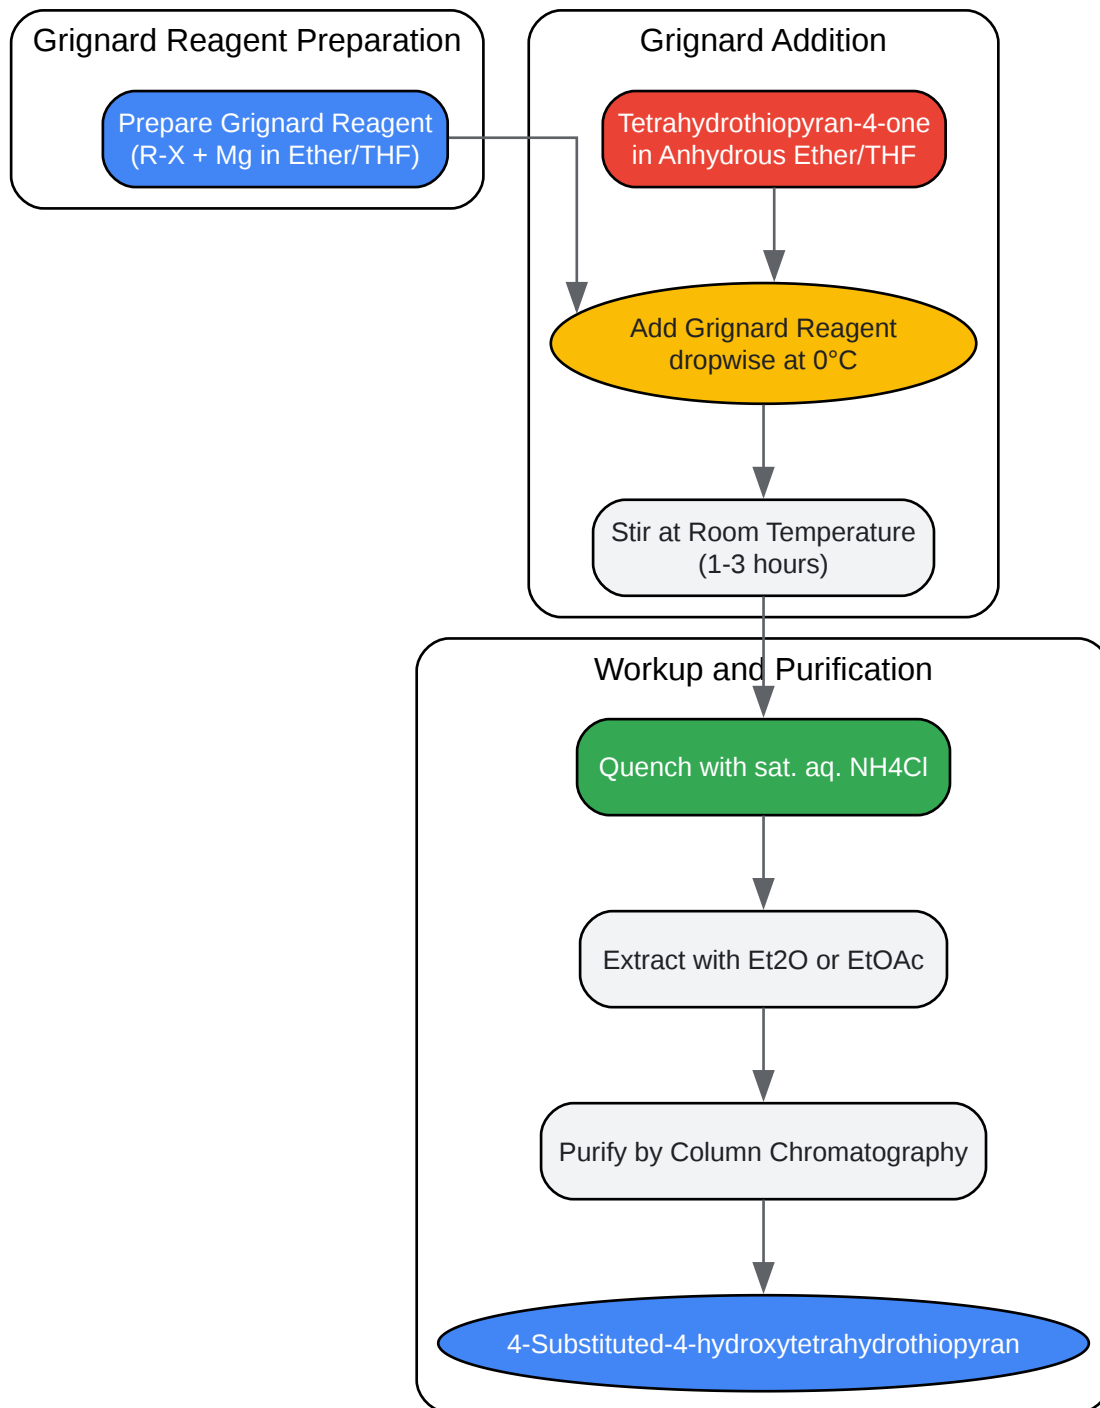 Grignard Reagent Preparation
Prepare Grignard Reagent
(R-X + Mg in Ether/THF)
Grignard Addition
Tetrahydrothiopyran-4-one
in Anhydrous Ether/THF
Add Grignard Reagent
dropwise at 0°C
Stir at Room Temperature
(1-3 hours)
Workup and Purification
Quench with sat. aq. NH4Cl
Extract with Et2O or EtOAc
Purify by Column Chromatography
4-Substituted-4-hydroxytetrahydrothiopyran